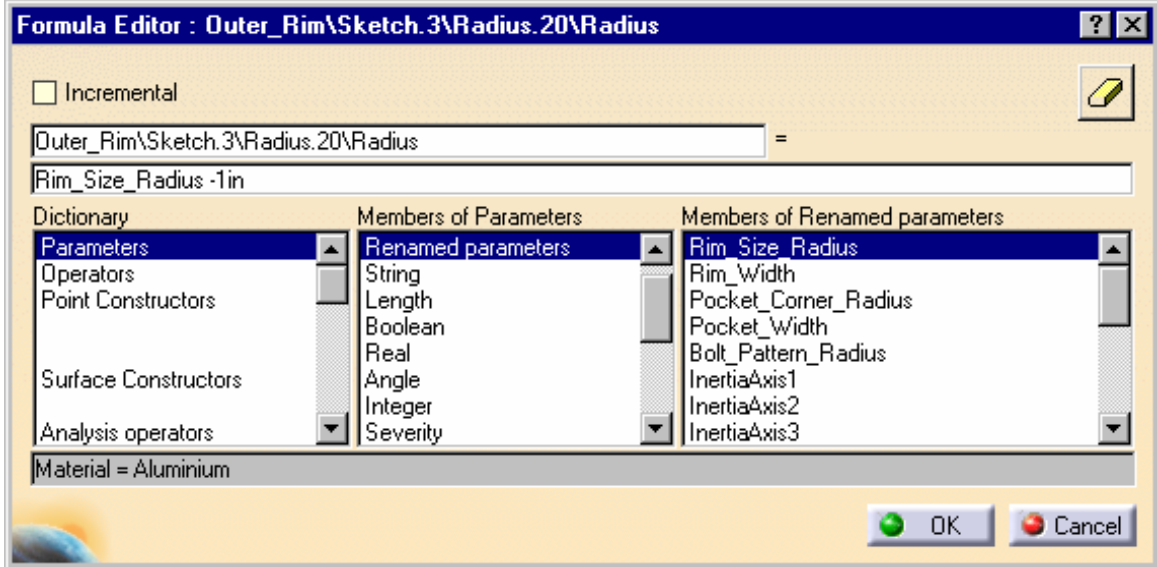 Formula Editor : Outer_Rim\Sketch.3\Radius.20\Radius
?
Incremental
Outer_Rim\Sketch.3\Radius.20\Radius =
Rim_Size_Radius -1in
Dictionary Members of Parameters Members of Renamed parameters
Parameters Renamed parameters Rim_Size_Radius
Operators String Rim_Width
Point Constructors Length Pocket_Corner_Radius
Boolean Pocket_Width
Real Bolt_Pattern_Radius
Surface Constructors Angle InertiaAxis1
Integer InertiaAxis2
Analysis operators Severity InertiaAxis3
Material = Aluminium
OK Cancel